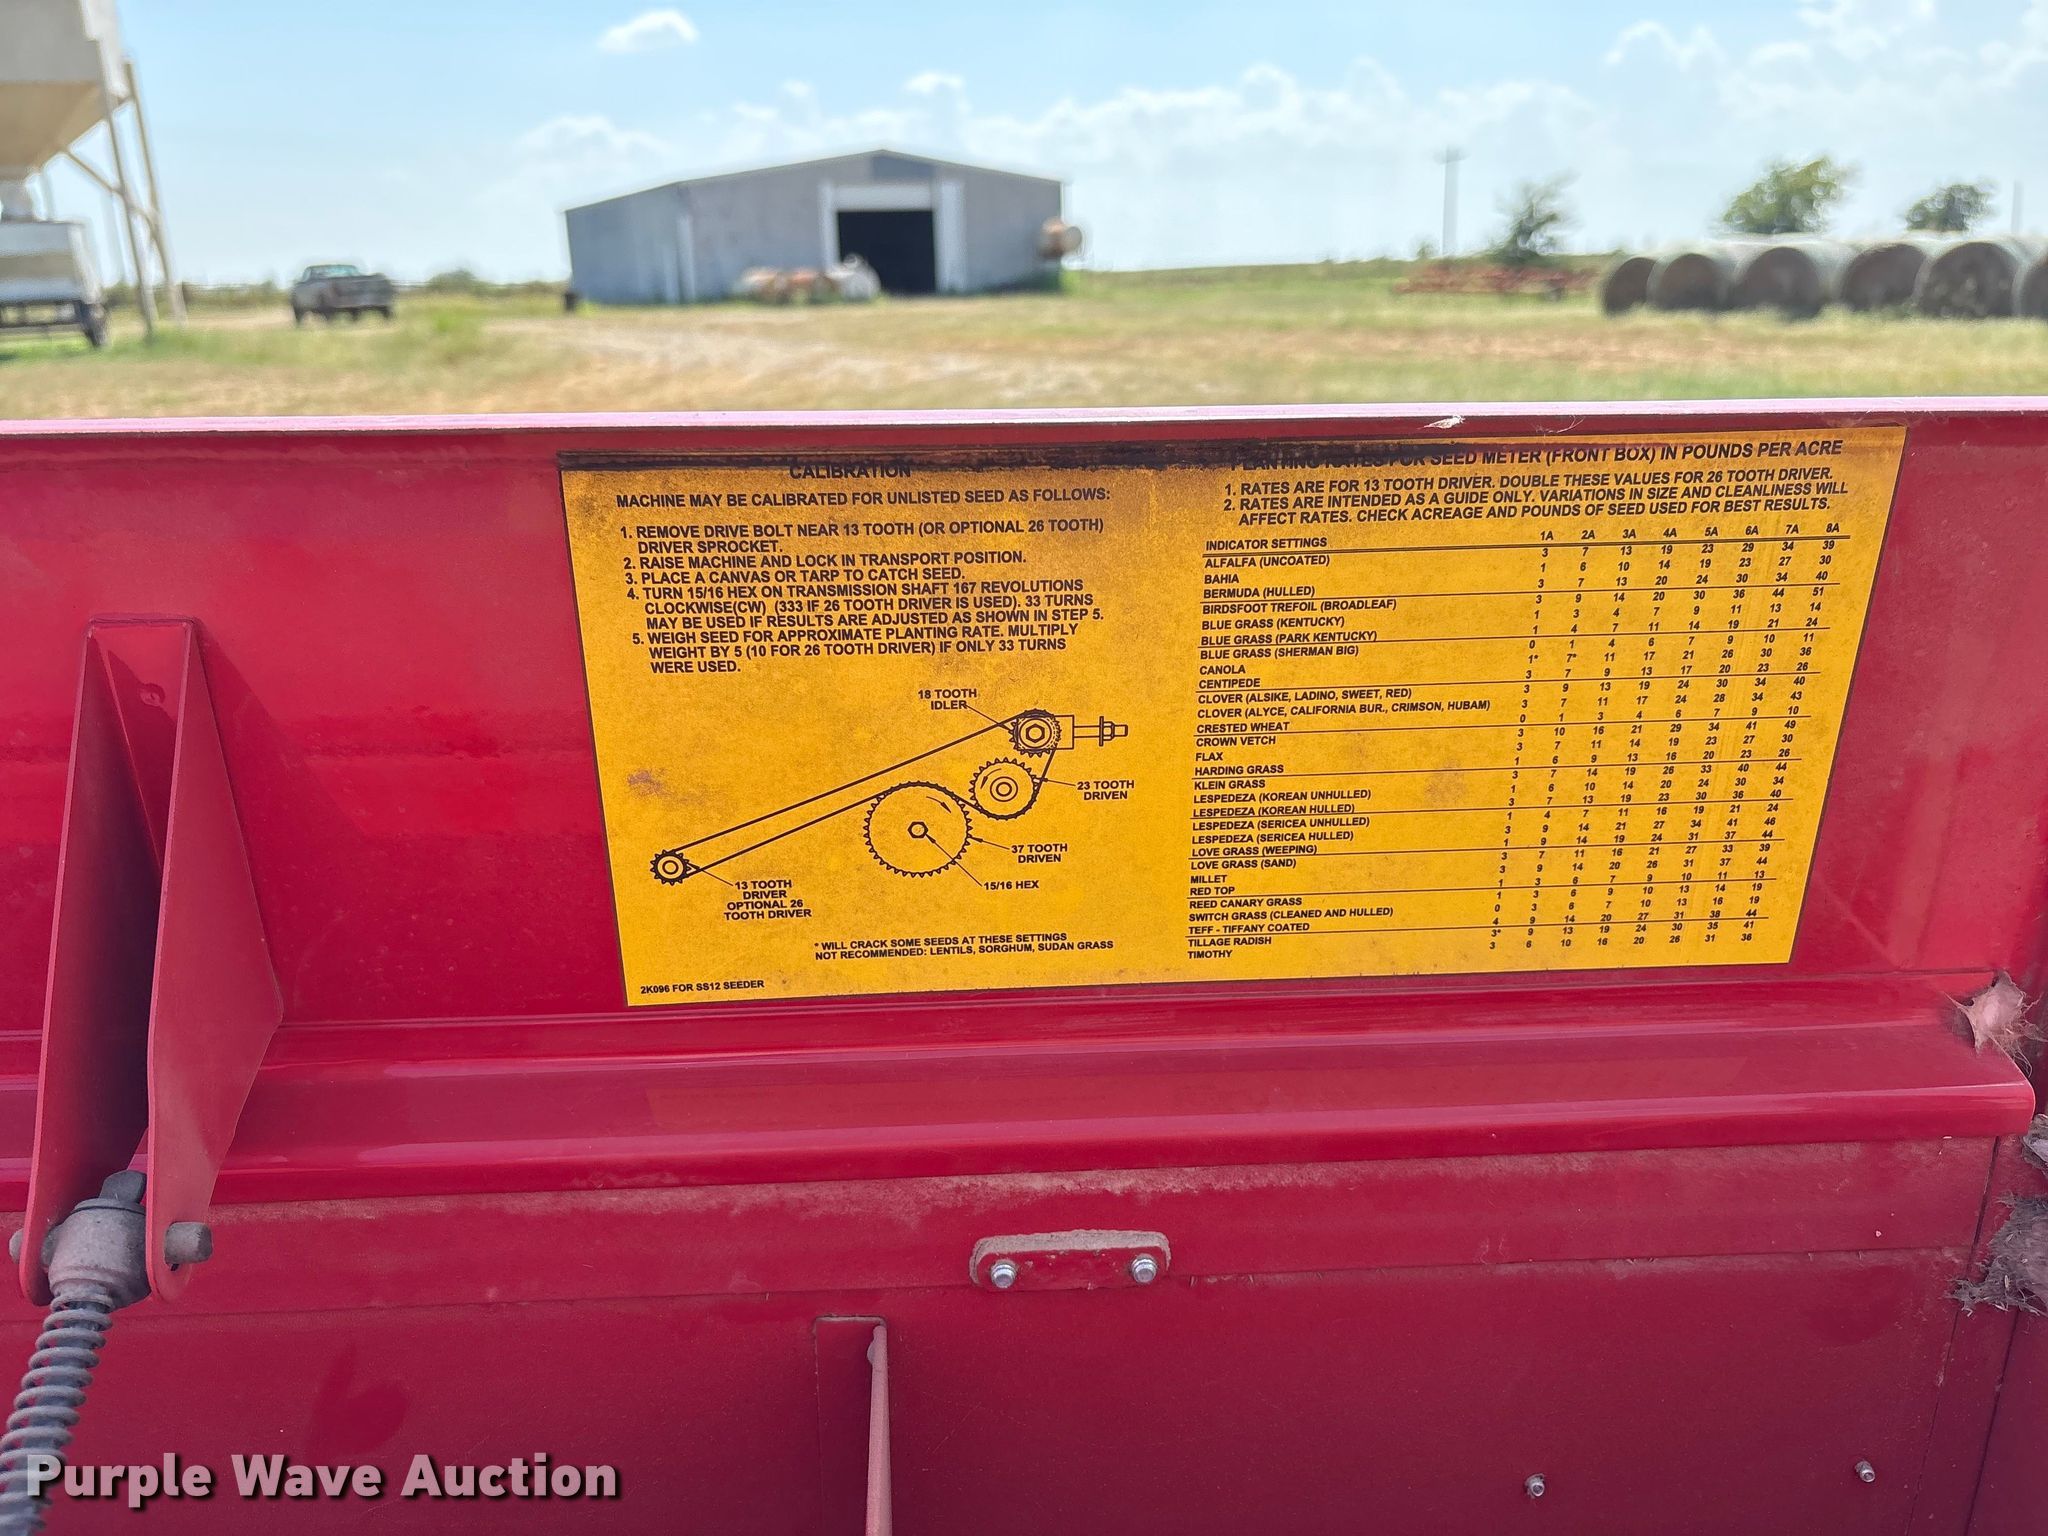 CALIBRATION
MACHINE MAY BE CALIBRATED FOR UNLISTED SEED AS FOLLOWS:
1. REMOVE DRIVE BOLT NEAR 13 TOOTH (OR OPTIONAL 26 TOOTH)
DRIVER SPROCKET.
2. RAISE MACHINE AND LOCK IN TRANSPORT POSITION.
3. PLACE A CANVAS OR TARP TO CATCH SEED.
4. TURN 15/16 HEX ON TRANSMISSION SHAFT 167 REVOLUTIONS
CLOCKWISE(CW) (333 IF 26 TOOTH DRIVER IS USED). 33 TURNS
MAY BE USED IF RESULTS ARE ADJUSTED AS SHOWN IN STEP 5.
5. WEIGH SEED FOR APPROXIMATE PLANTING RATE. MULTIPLY
WEIGHT BY 5 (10 FOR 26 TOOTH DRIVER) IF ONLY 33 TURNS
WERE USED.
18 TOOTH
IDLER
23 TOOTH
DRIVEN
37 TOOTH
DRIVEN
15/16 HEX
13 TOOTH
DRIVER
OPTIONAL 26
TOOTH DRIVER
* WILL CRACK SOME SEEDS AT THESE SETTINGS
NOT RECOMMENDED: LENTILS, SORGHUM, SUDAN GRASS
2K096 FOR SS12 SEEDER
PLANTING RATES FOR SEED METER (FRONT BOX) IN POUNDS PER ACRE
1. RATES ARE FOR 13 TOOTH DRIVER. DOUBLE THESE VALUES FOR 26 TOOTH DRIVER.
2. RATES ARE INTENDED AS A GUIDE ONLY. VARIATIONS IN SIZE AND CLEANLINESS WILL
AFFECT RATES. CHECK ACREAGE AND POUNDS OF SEED USED FOR BEST RESULTS.
INDICATOR SETTINGS 1A 2A 3A 4A 5A 6A 7A 8A
ALFALFA (UNCOATED) 3 7 13 19 23 29 34 39
BAHIA 1 6 10 14 19 23 27 30
BERMUDA (HULLED) 3 7 13 20 24 30 34 40
BIRDSFOOT TREFOIL (BROADLEAF) 3 9 14 20 30 36 44 51
BLUE GRASS (KENTUCKY) 1 3 4 7 9 11 13 14
BLUE GRASS (PARK KENTUCKY) 1 4 7 11 14 19 21 24
BLUE GRASS (SHERMAN BIG) 0 1 4 6 7 9 10 11
CANOLA 1* 7* 11 17 21 26 30 36
CENTIPEDE 3 7 9 13 17 20 23 26
CLOVER (ALSIKE, LADINO, SWEET, RED) 3 9 13 19 24 30 34 40
CLOVER (ALYCE, CALIFORNIA BUR., CRIMSON, HUBAM) 3 7 11 17 24 28 34 43
CRESTED WHEAT 0 1 3 4 6 7 9 10
CROWN VETCH 3 10 16 21 29 34 41 49
FLAX 3 7 11 14 19 23 27 30
HARDING GRASS 1 6 9 13 16 20 23 26
KLEIN GRASS 3 7 14 19 26 33 40 44
LESPEDEZA (KOREAN UNHULLED) 1 6 10 14 20 24 30 34
LESPEDEZA (KOREAN HULLED) 3 7 13 19 23 30 36 40
LESPEDEZA (SERICEA UNHULLED) 1 4 7 11 16 19 21 24
LESPEDEZA (SERICEA HULLED) 3 9 14 21 27 34 41 46
LOVE GRASS (WEEPING) 1 9 14 19 24 31 37 44
LOVE GRASS (SAND) 3 7 11 16 21 27 33 39
MILLET 3 9 14 20 26 31 37 44
RED TOP 1 3 6 7 9 10 11 13
REED CANARY GRASS 1 3 6 9 10 13 14 19
SWITCH GRASS (CLEANED AND HULLED) 0 3 6 7 10 13 16 19
TEFF - TIFFANY COATED 4 9 14 20 27 31 38 44
TILLAGE RADISH 3* 9 13 19 24 30 35 41
TIMOTHY 3 6 10 16 20 26 31 36
Purple Wave Auction